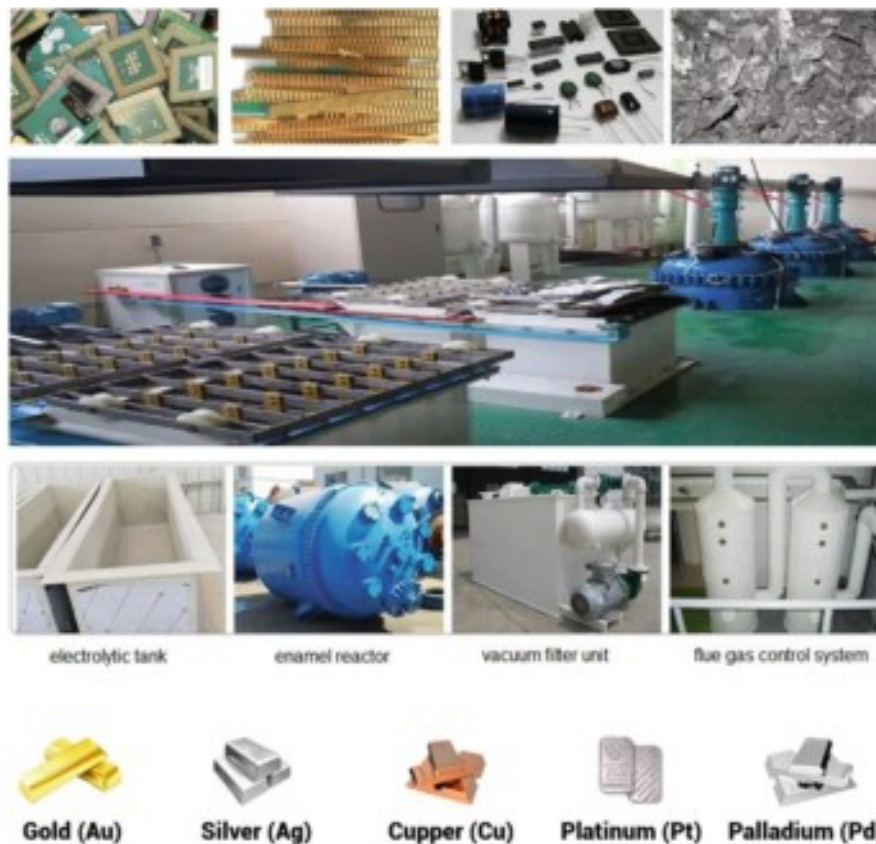 electrolytic tank
enamel reactor
vacuum filter unit
flue gas control system
Gold (Au)
Silver (Ag)
Cupper (Cu)
Platinum (Pt)
Palladium (Pd